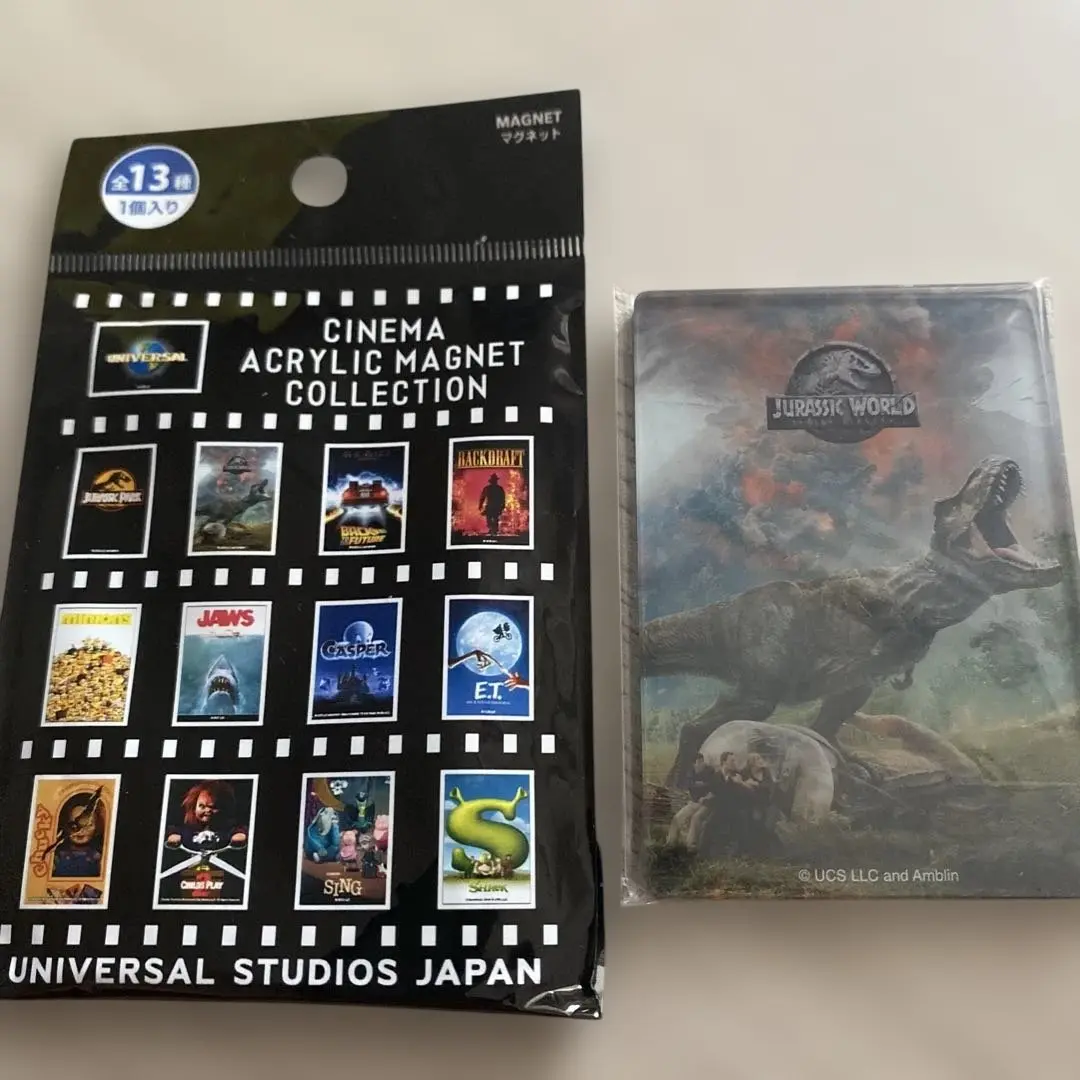 MAGNET
マグネット
全13種
1個入り
UNIVERSAL
CINEMA
ACRYLIC MAGNET
COLLECTION
JURASSIC PARK
BACK TO THE
FUTURE
BACKDRAFT
MINIONS
JAWS
CASPER
E.T.
Chucky
CHILD'S PLAY
SING
SHREK
UNIVERSAL STUDIOS JAPAN
JURASSIC WORLD
© UCS LLC and Amblin